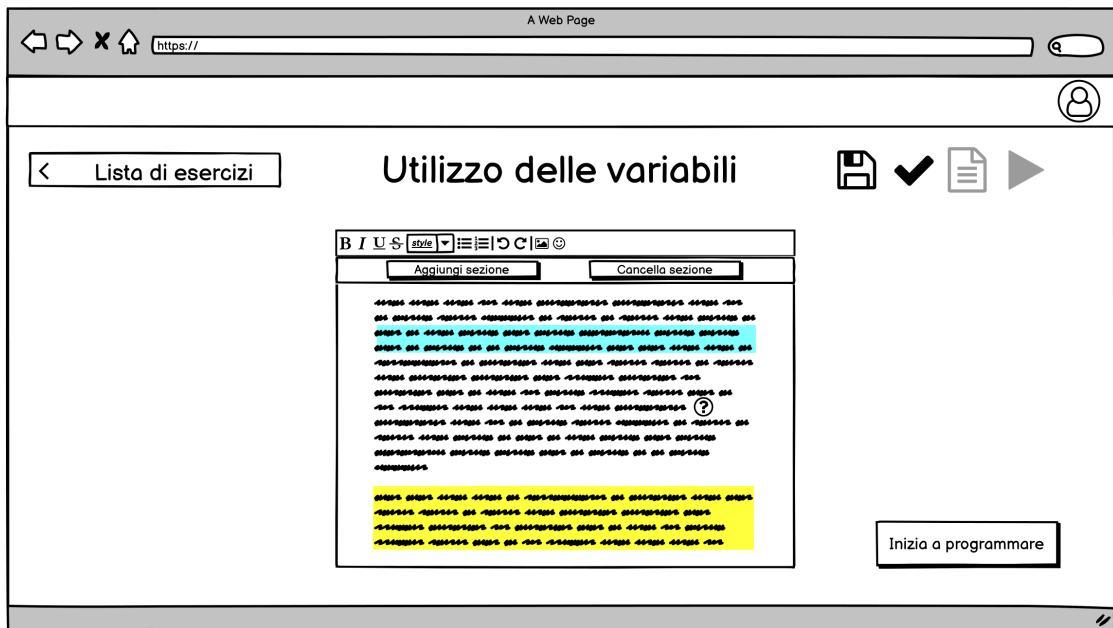 A Web Page
https://
< Lista di esercizi
Utilizzo delle variabili
B I U S style
Aggiungi sezione
Cancella sezione
?
Inizia a programmare